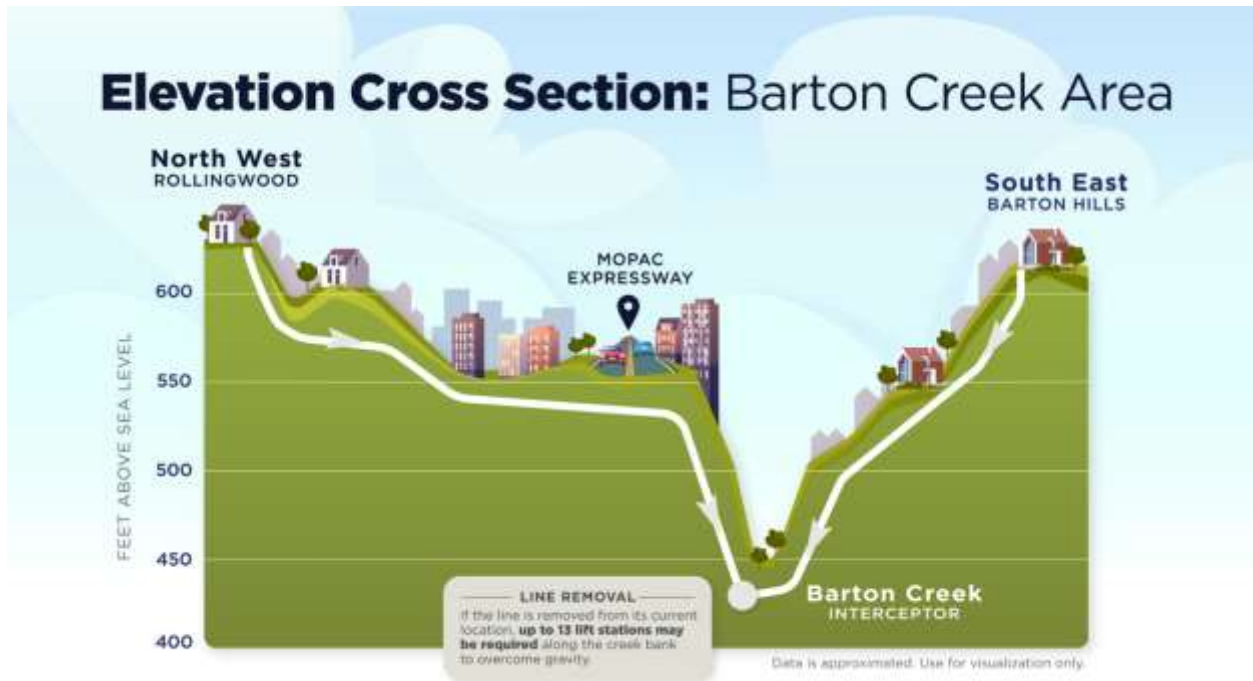 Elevation Cross Section: Barton Creek Area
North West
ROLLINGWOOD
South East
BARTON HILLS
MOPAC
EXPRESSWAY
FEET ABOVE SEA LEVEL
600
550
500
450
400
Barton Creek
INTERCEPTOR
LINE REMOVAL
If the line is removed from its current
location, up to 13 lift stations may
be required along the creek bank
to overcome gravity.
Data is approximated. Use for visualization only.